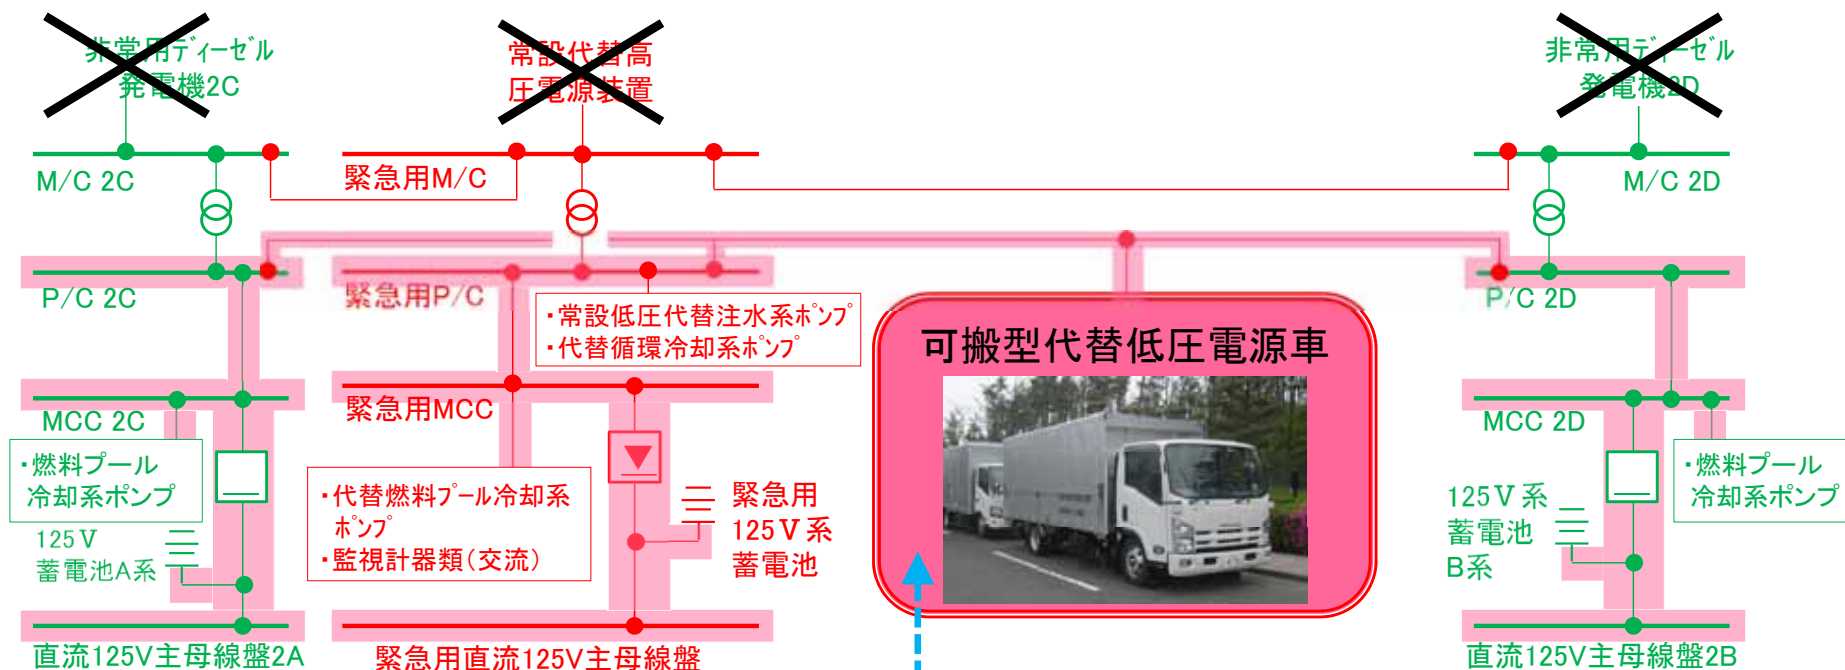 非常用ディーゼル
発電機2C
常設代替高
圧電源装置
非常用ディーゼル
発電機2D
M/C 2C
緊急用M/C
M/C 2D
P/C 2C
緊急用P/C
P/C 2D
・常設低圧代替注水系ポンプ
・代替循環冷却系ポンプ
可搬型代替低圧電源車
MCC 2C
緊急用MCC
MCC 2D
・燃料プール
冷却系ポンプ
・代替燃料プール冷却系
ポンプ
・監視計器類(交流)
緊急用
125V系
蓄電池
・燃料プール
冷却系ポンプ
125V
蓄電池A系
125V系
蓄電池
B系
直流125V主母線盤2A
緊急用直流125V主母線盤
直流125V主母線盤2B